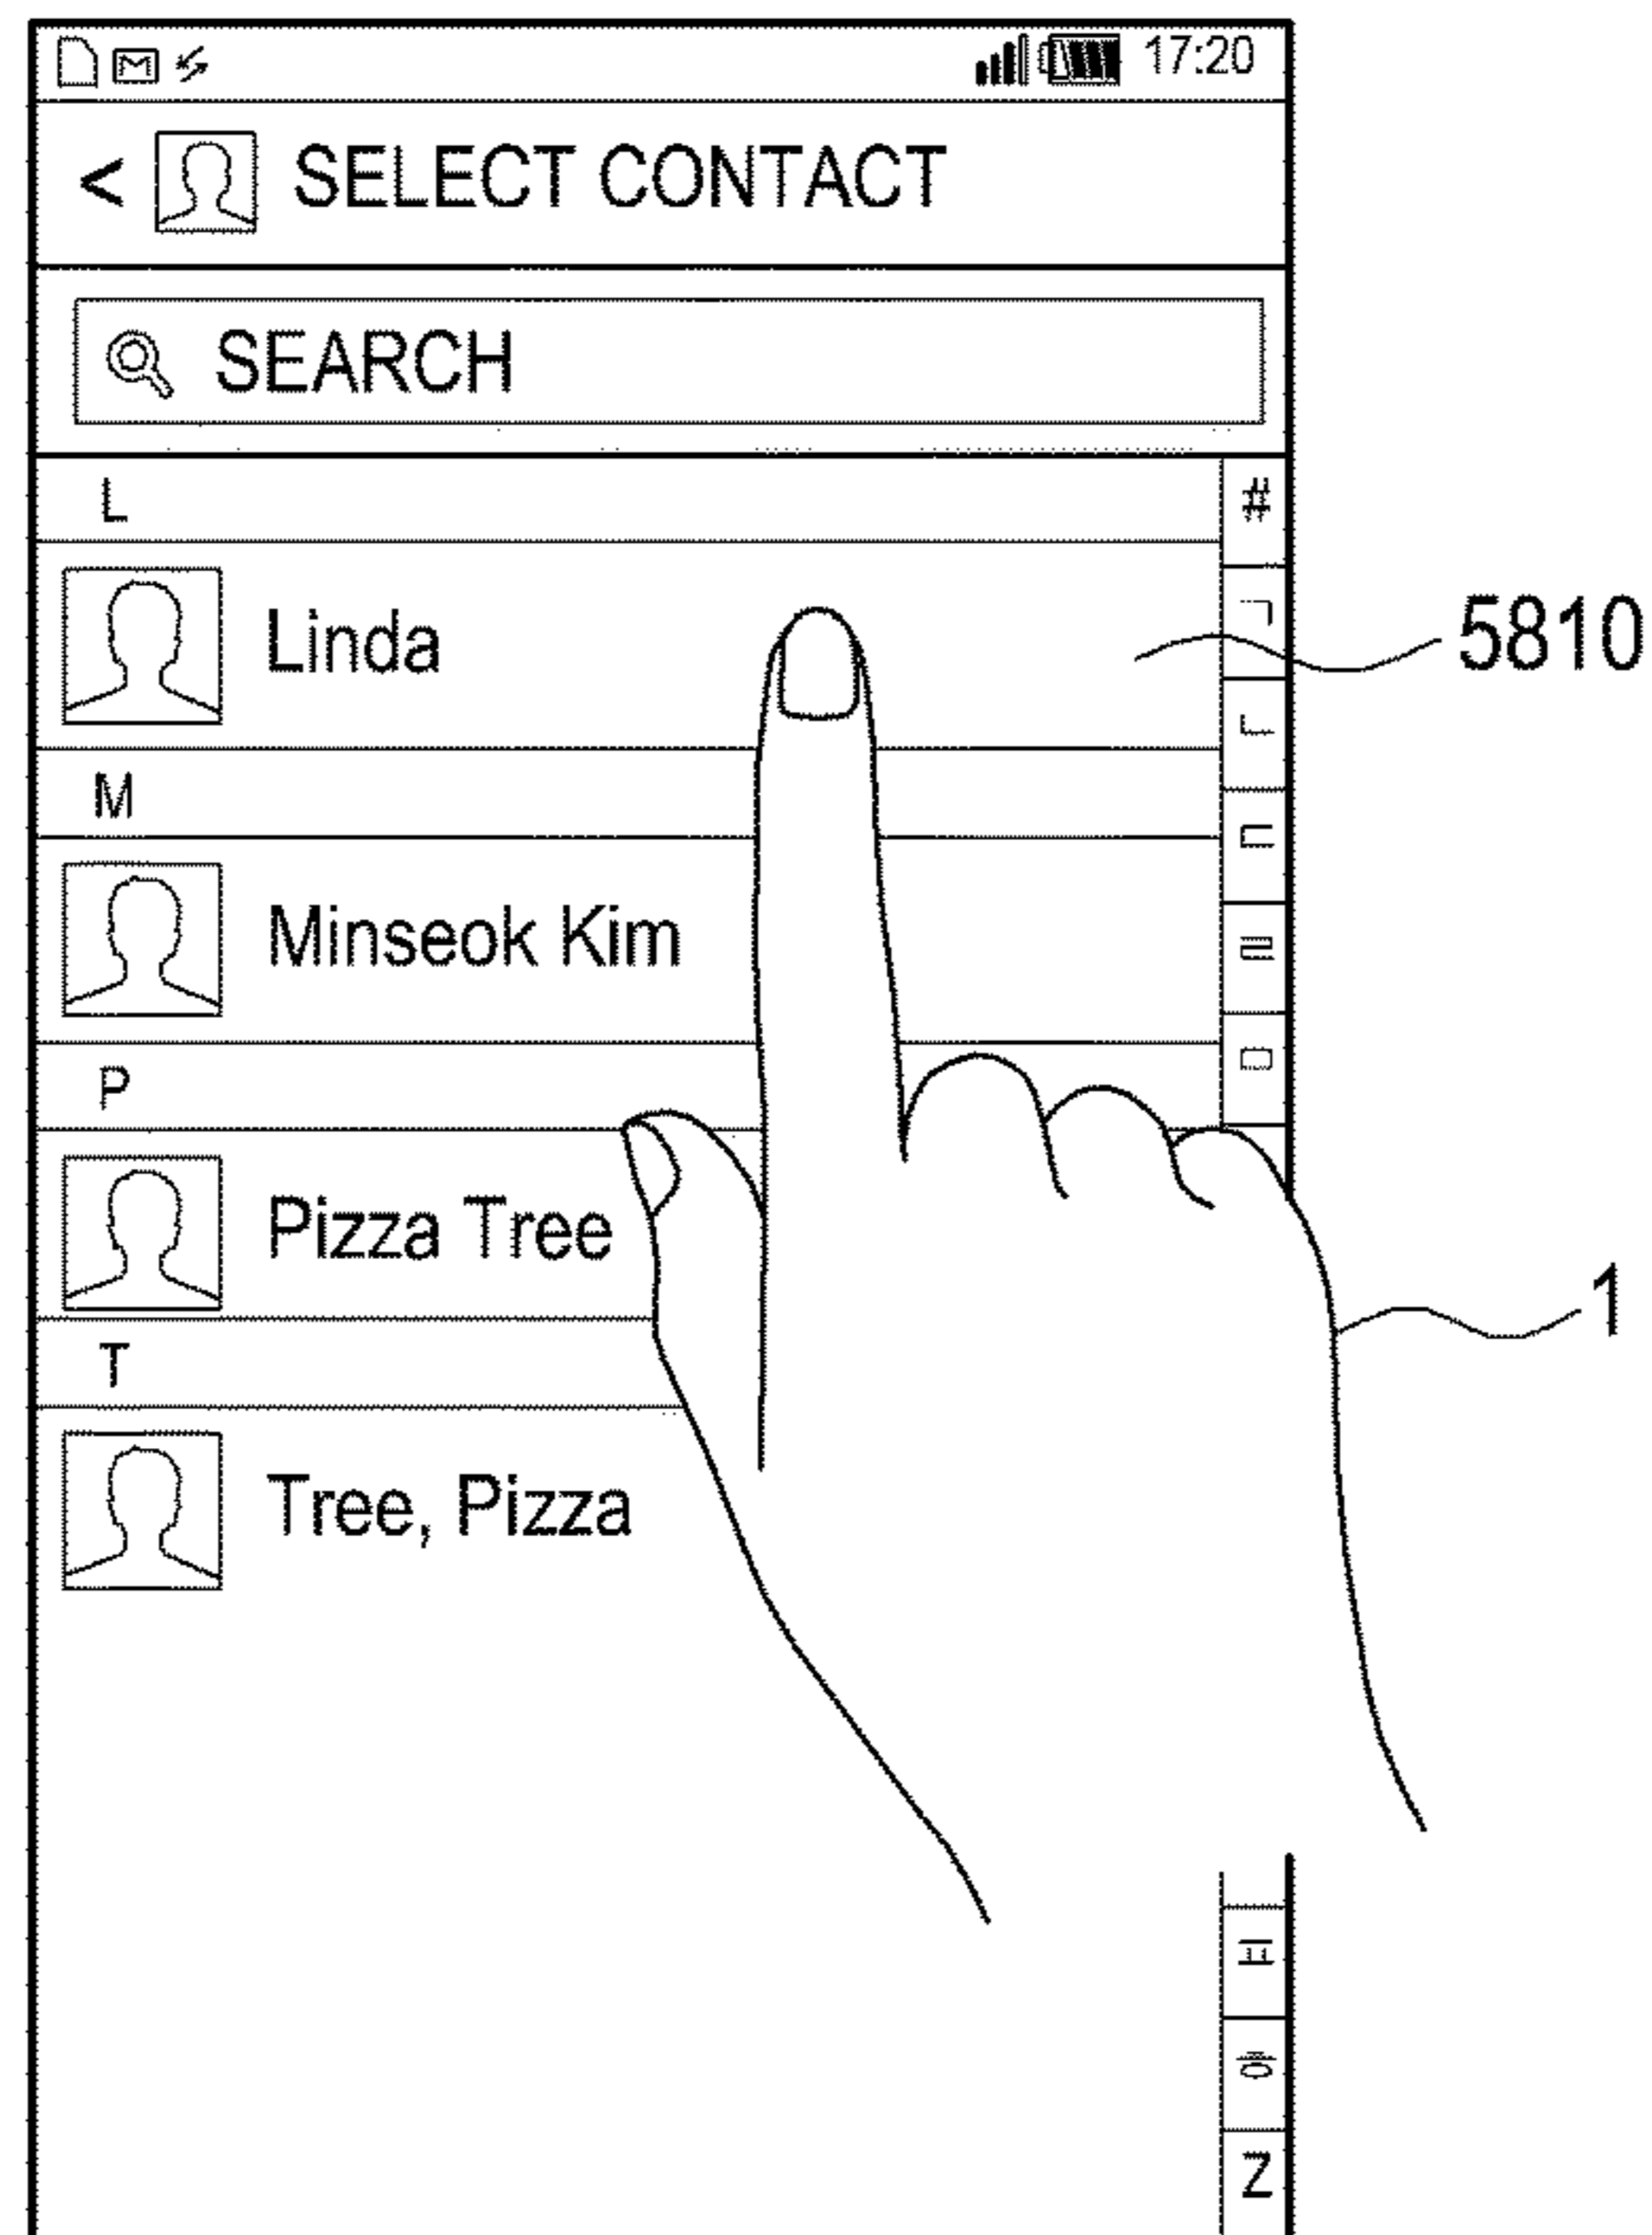 17:20
< SELECT CONTACT
SEARCH
L
#
Linda
ㄱ
5810
ㄴ
M
ㄷ
Minseok Kim
ㄹ
P
ㅁ
Pizza Tree
1
T
Tree, Pizza
ㅍ
ㅎ
Z